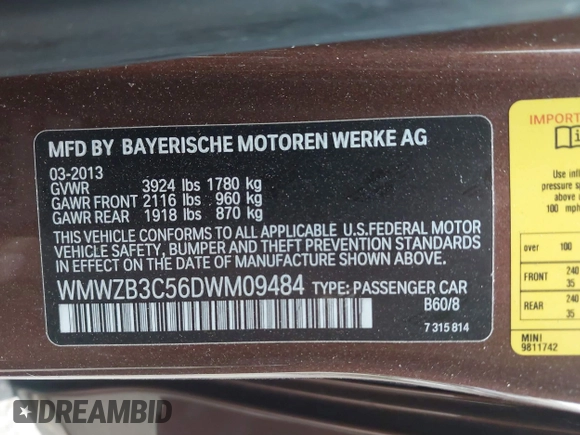 MFD BY BAYERISCHE MOTOREN WERKE AG
03-2013
GVWR 3924 lbs 1780 kg
GAWR FRONT 2116 lbs 960 kg
GAWR REAR 1918 lbs 870 kg
THIS VEHICLE CONFORMS TO ALL APPLICABLE U.S.FEDERAL MOTOR
VEHICLE SAFETY, BUMPER AND THEFT PREVENTION STANDARDS
IN EFFECT ON THE DATE OF MANUFACTURE SHOWN ABOVE.
WMWZB3C56DWM09484 TYPE: PASSENGER CAR
B60/8
7 315 814
IMPORT
Use infl
pressure sp
above
100 mph
over 100
FRONT 240
35
REAR 240
35
MINI
9811742
DREAMBID